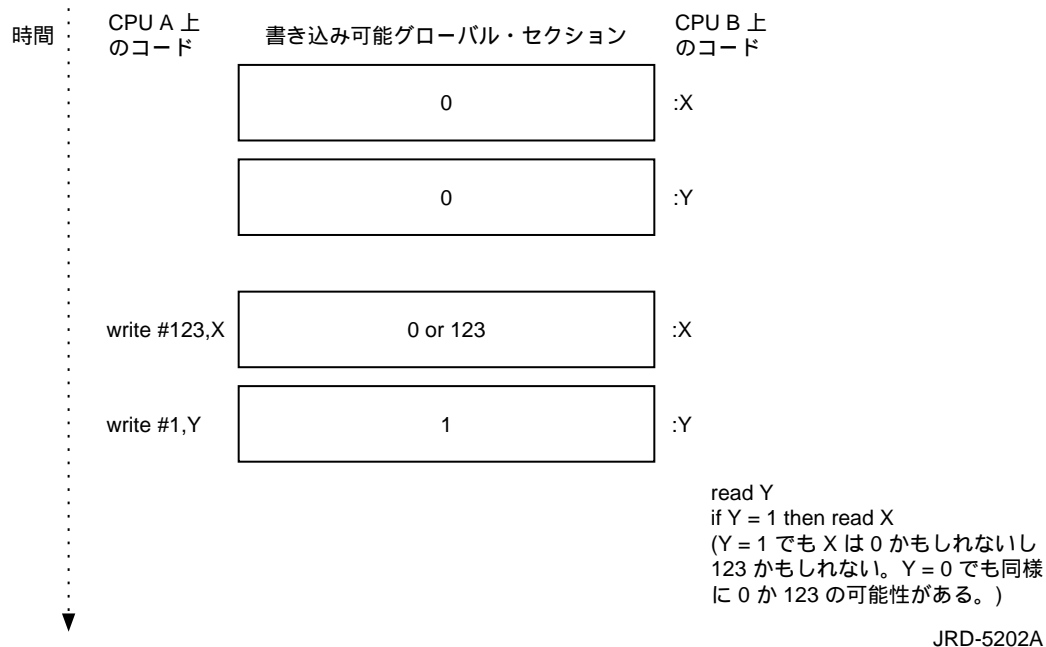 時間
CPU A 上
のコード
書き込み可能グローバル・セクション
CPU B 上
のコード
0
:X
0
:Y
write #123,X
0 or 123
:X
write #1,Y
1
:Y
read Y
if Y = 1 then read X
(Y = 1 でも X は 0 かもしれないし
123 かもしれない。Y = 0 でも同様
に 0 か 123 の可能性がある。)
JRD-5202A